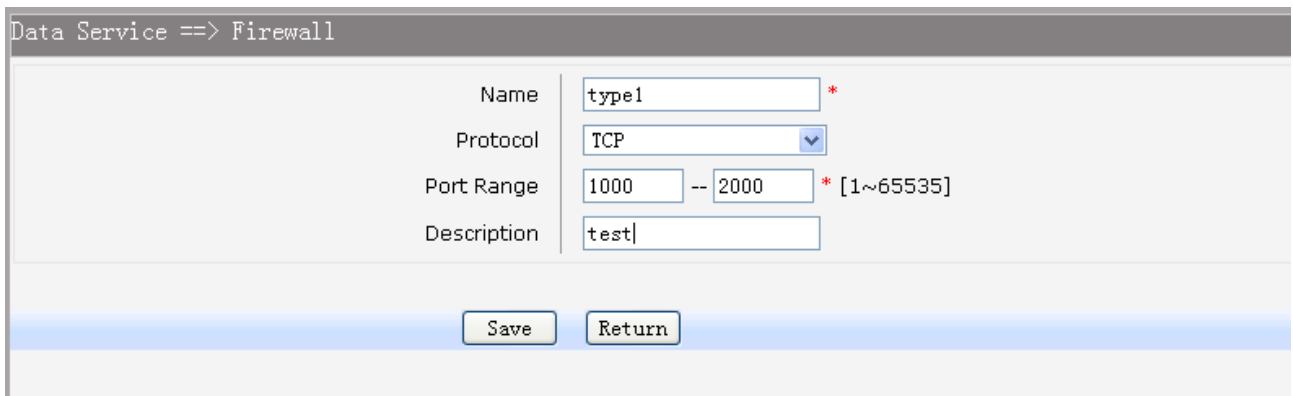 Data Service ==> Firewall
Name type1 *
Protocol TCP
Port Range 1000 -- 2000 * [1~65535]
Description test
Save Return